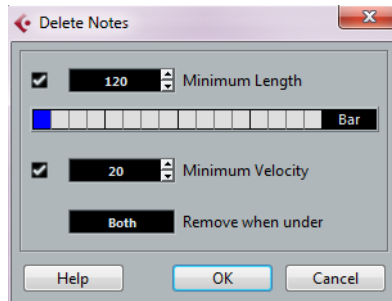 Delete Notes
120 Minimum Length
Bar
20 Minimum Velocity
Both Remove when under
Help OK Cancel